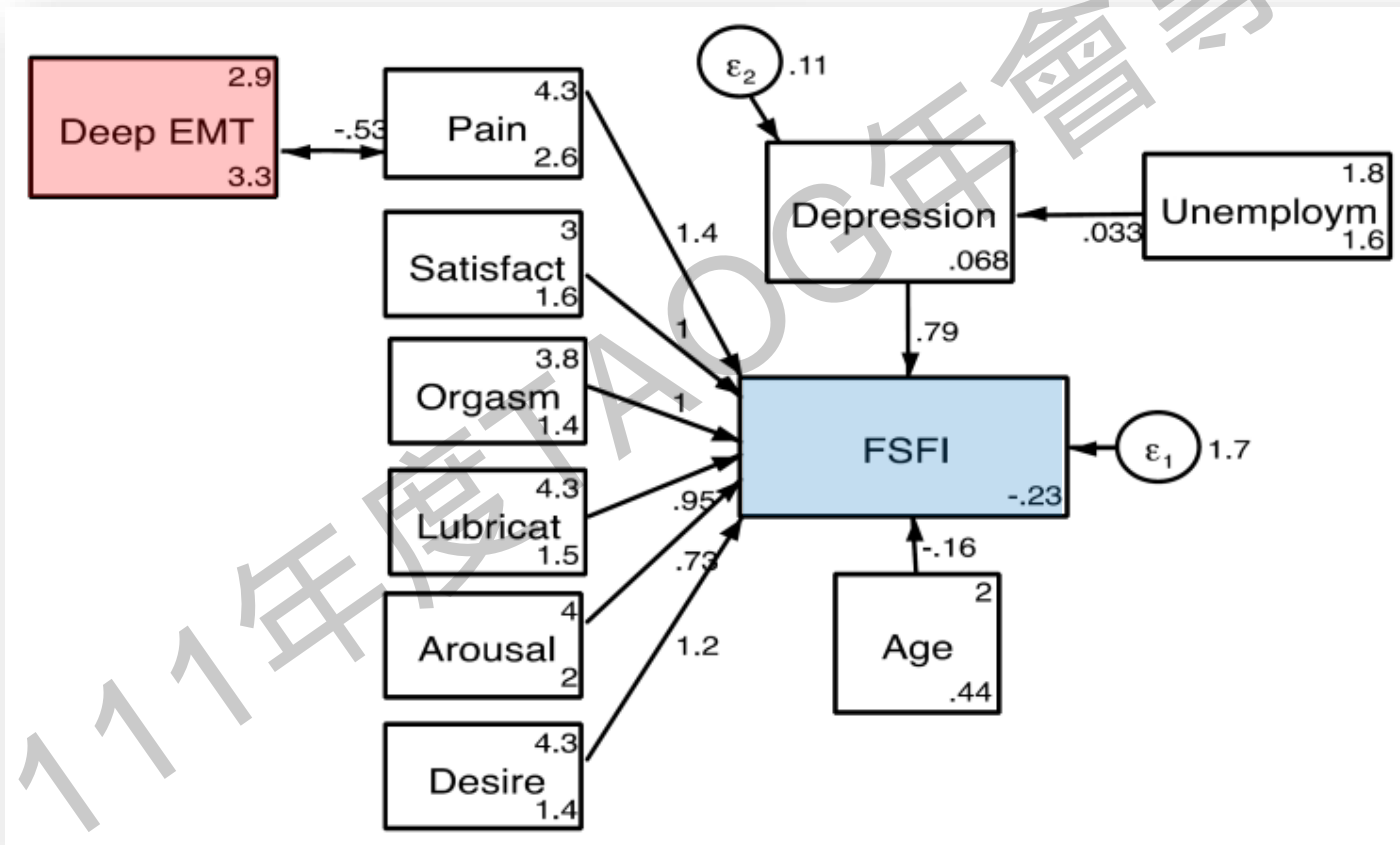 2.9
Deep EMT
3.3
-.53
4.3
Pain
2.6
3
Satisfact
1.6
3.8
Orgasm
1.4
4.3
Lubricat
1.5
4
Arousal
2
4.3
Desire
1.4
1.4
1
1
.95
.73
1.2
ε2
.11
Depression
.068
1.8
Unemploym
1.6
.033
.79
FSFI
-.23
ε1
1.7
-.16
2
Age
.44
111年度TAOG年會